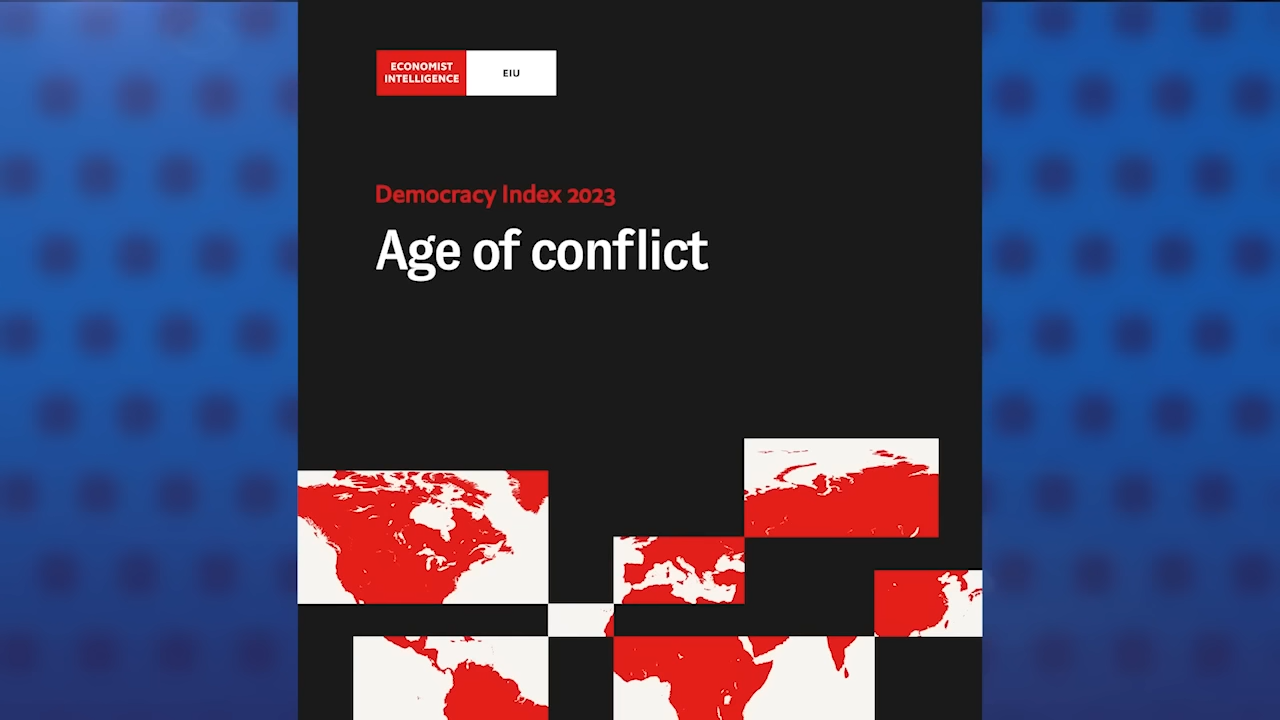 ECONOMIST
INTELLIGENCE
EIU
Democracy Index 2023
Age of conflict